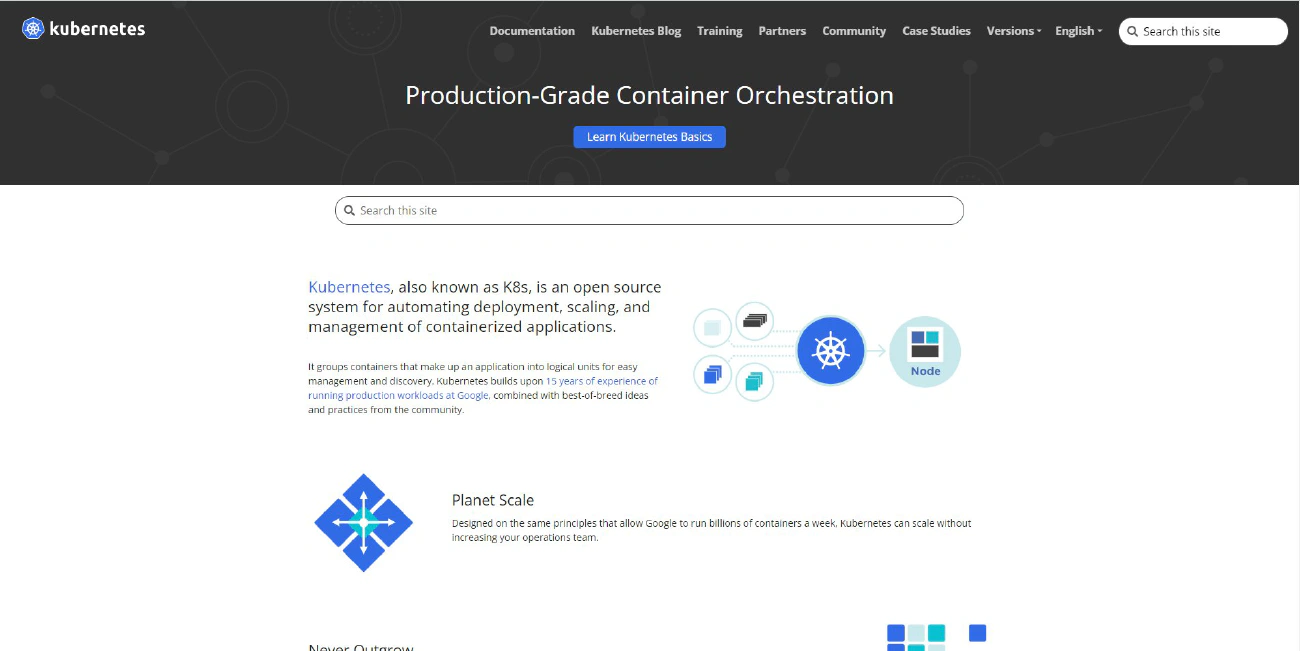 kubernetes
Documentation Kubernetes Blog Training Partners Community Case Studies Versions English Search this site
Production-Grade Container Orchestration
Learn Kubernetes Basics
Search this site
Kubernetes, also known as K8s, is an open source
system for automating deployment, scaling, and
management of containerized applications.
It groups containers that make up an application into logical units for easy
management and discovery. Kubernetes builds upon 15 years of experience of
running production workloads at Google, combined with best-of-breed ideas
and practices from the community.
Node
Planet Scale
Designed on the same principles that allow Google to run billions of containers a week, Kubernetes can scale without
increasing your operations team.
Never Outgrow